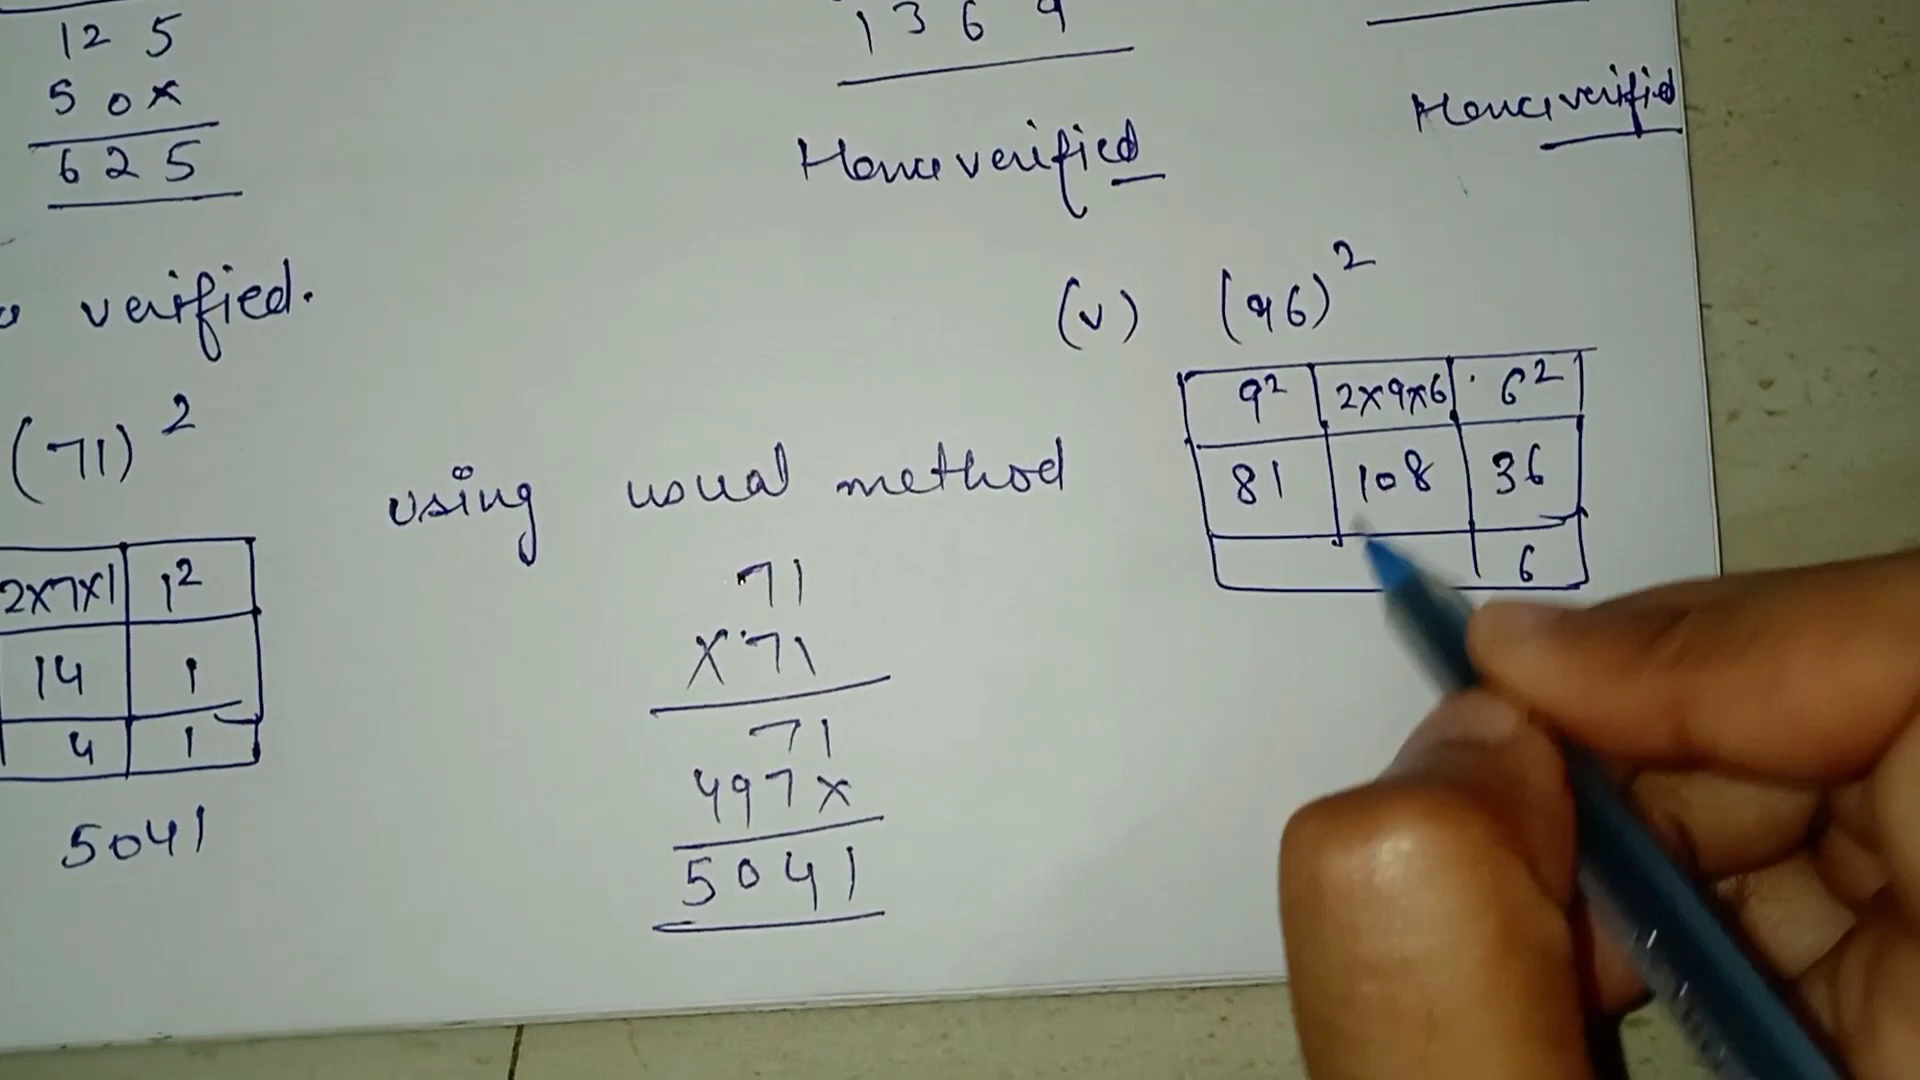 12 5
5 0 x
6 2 5
verified.
1 3 6 9
Hence verified
Hence verified
(71)²
2x7x1 1²
14 1
4 1
5041
using usual method
71
x 71
71
497x
5041
(v) (96)²
9² 2x9x6 6²
81 108 36
6